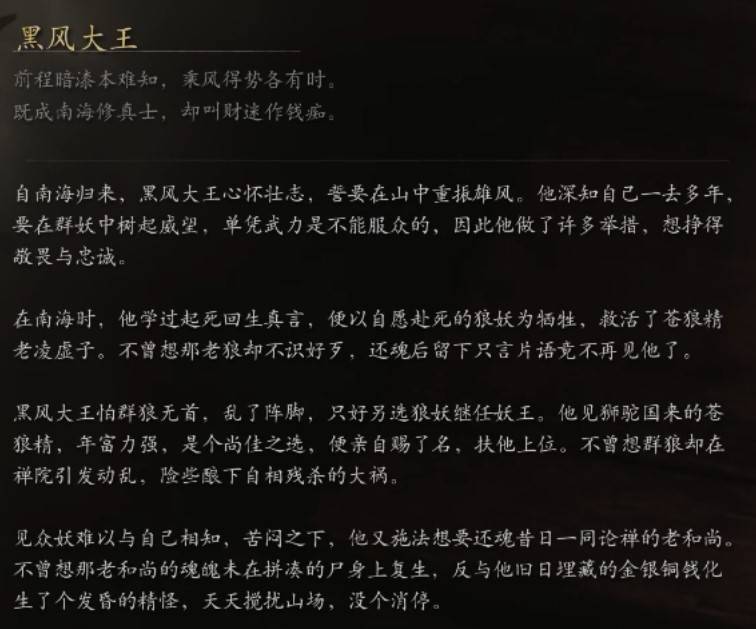 黑风大王
前程暗漆本难知，乘风得势各有时。
既成南海修真士，却叫财迷作钱痴。
自南海归来，黑风大王心怀壮志，誓要在山中重振雄风。他深知自己一去多年，
要在群妖中树起威望，单凭武力是不能服众的，因此他做了许多举措，想挣得
敬畏与忠诚。
在南海时，他学过起死回生真言，便以自愿赴死的狼妖为牺牲，救活了苍狼精
老凌虚子。不曾想那老狼却不识好歹，还魂后留下只言片语竟不再见他了。
黑风大王怕群狼无首，乱了阵脚，只好另选狼妖继任妖王。他见狮驼国来的苍
狼精，年富力强，是个尚佳之选，便亲自赐了名，扶他上位。不曾想群狼却在
禅院引发动乱，险些酿下自相残杀的大祸。
见众妖难以与自己相知，苦闷之下，他又施法想要还魂昔日一同论禅的老和尚。
不曾想那老和尚的魂魄未在拼凑的尸身上复生，反与他旧日埋藏的金银铜钱化
生了个发昏的精怪，天天搅扰山场，没个消停。